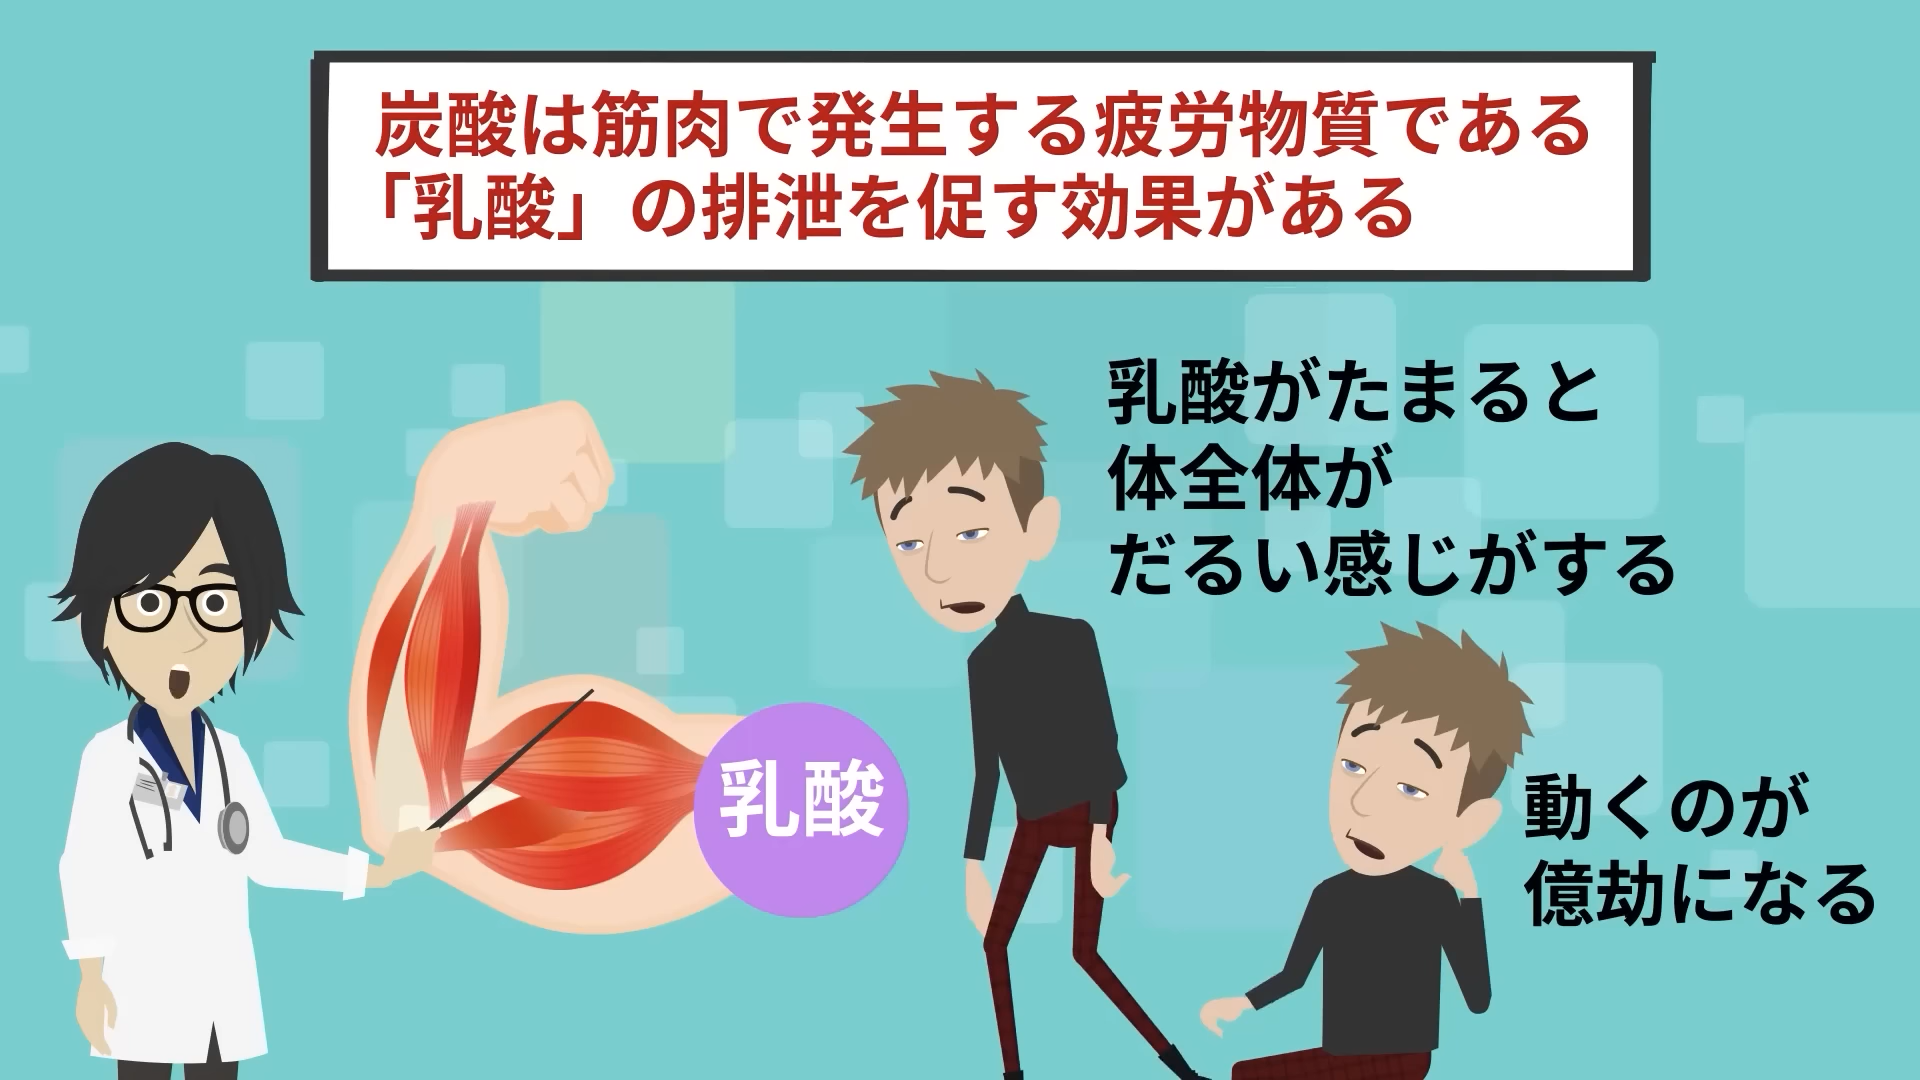 炭酸は筋肉で発生する疲労物質である
「乳酸」の排泄を促す効果がある
乳酸がたまると
体全体が
だるい感じがする
乳酸
動くのが
億劫になる